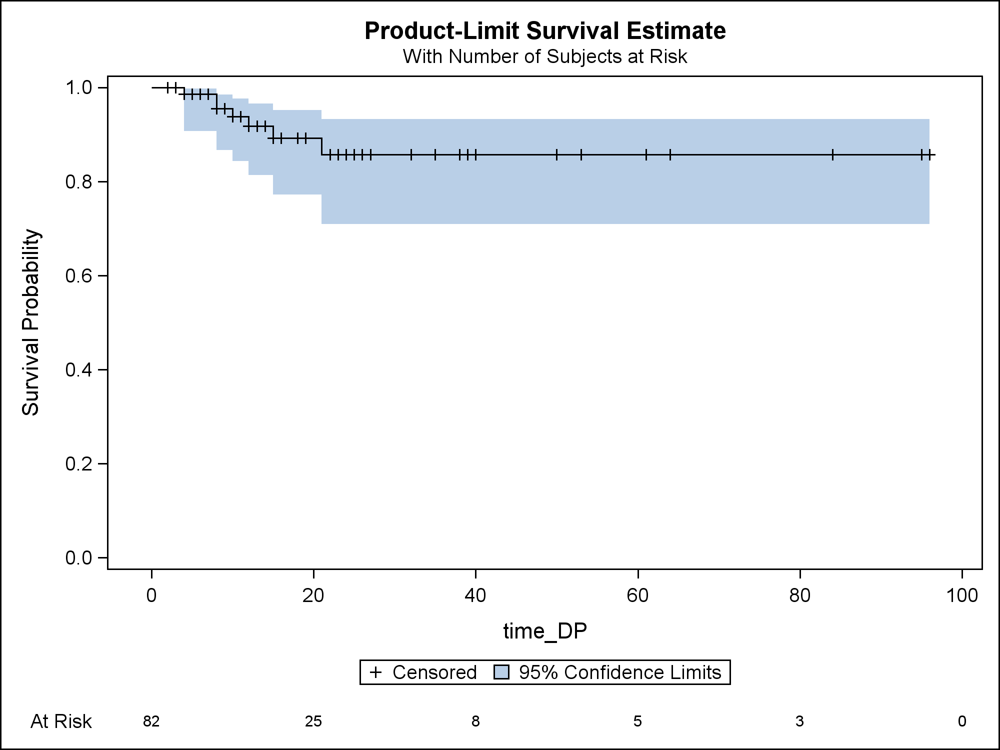 Product-Limit Survival Estimate
With Number of Subjects at Risk
Survival Probability
1.0
0.8
0.6
0.4
0.2
0.0
0 20 40 60 80 100
time_DP
+ Censored 95% Confidence Limits
At Risk 82 25 8 5 3 0